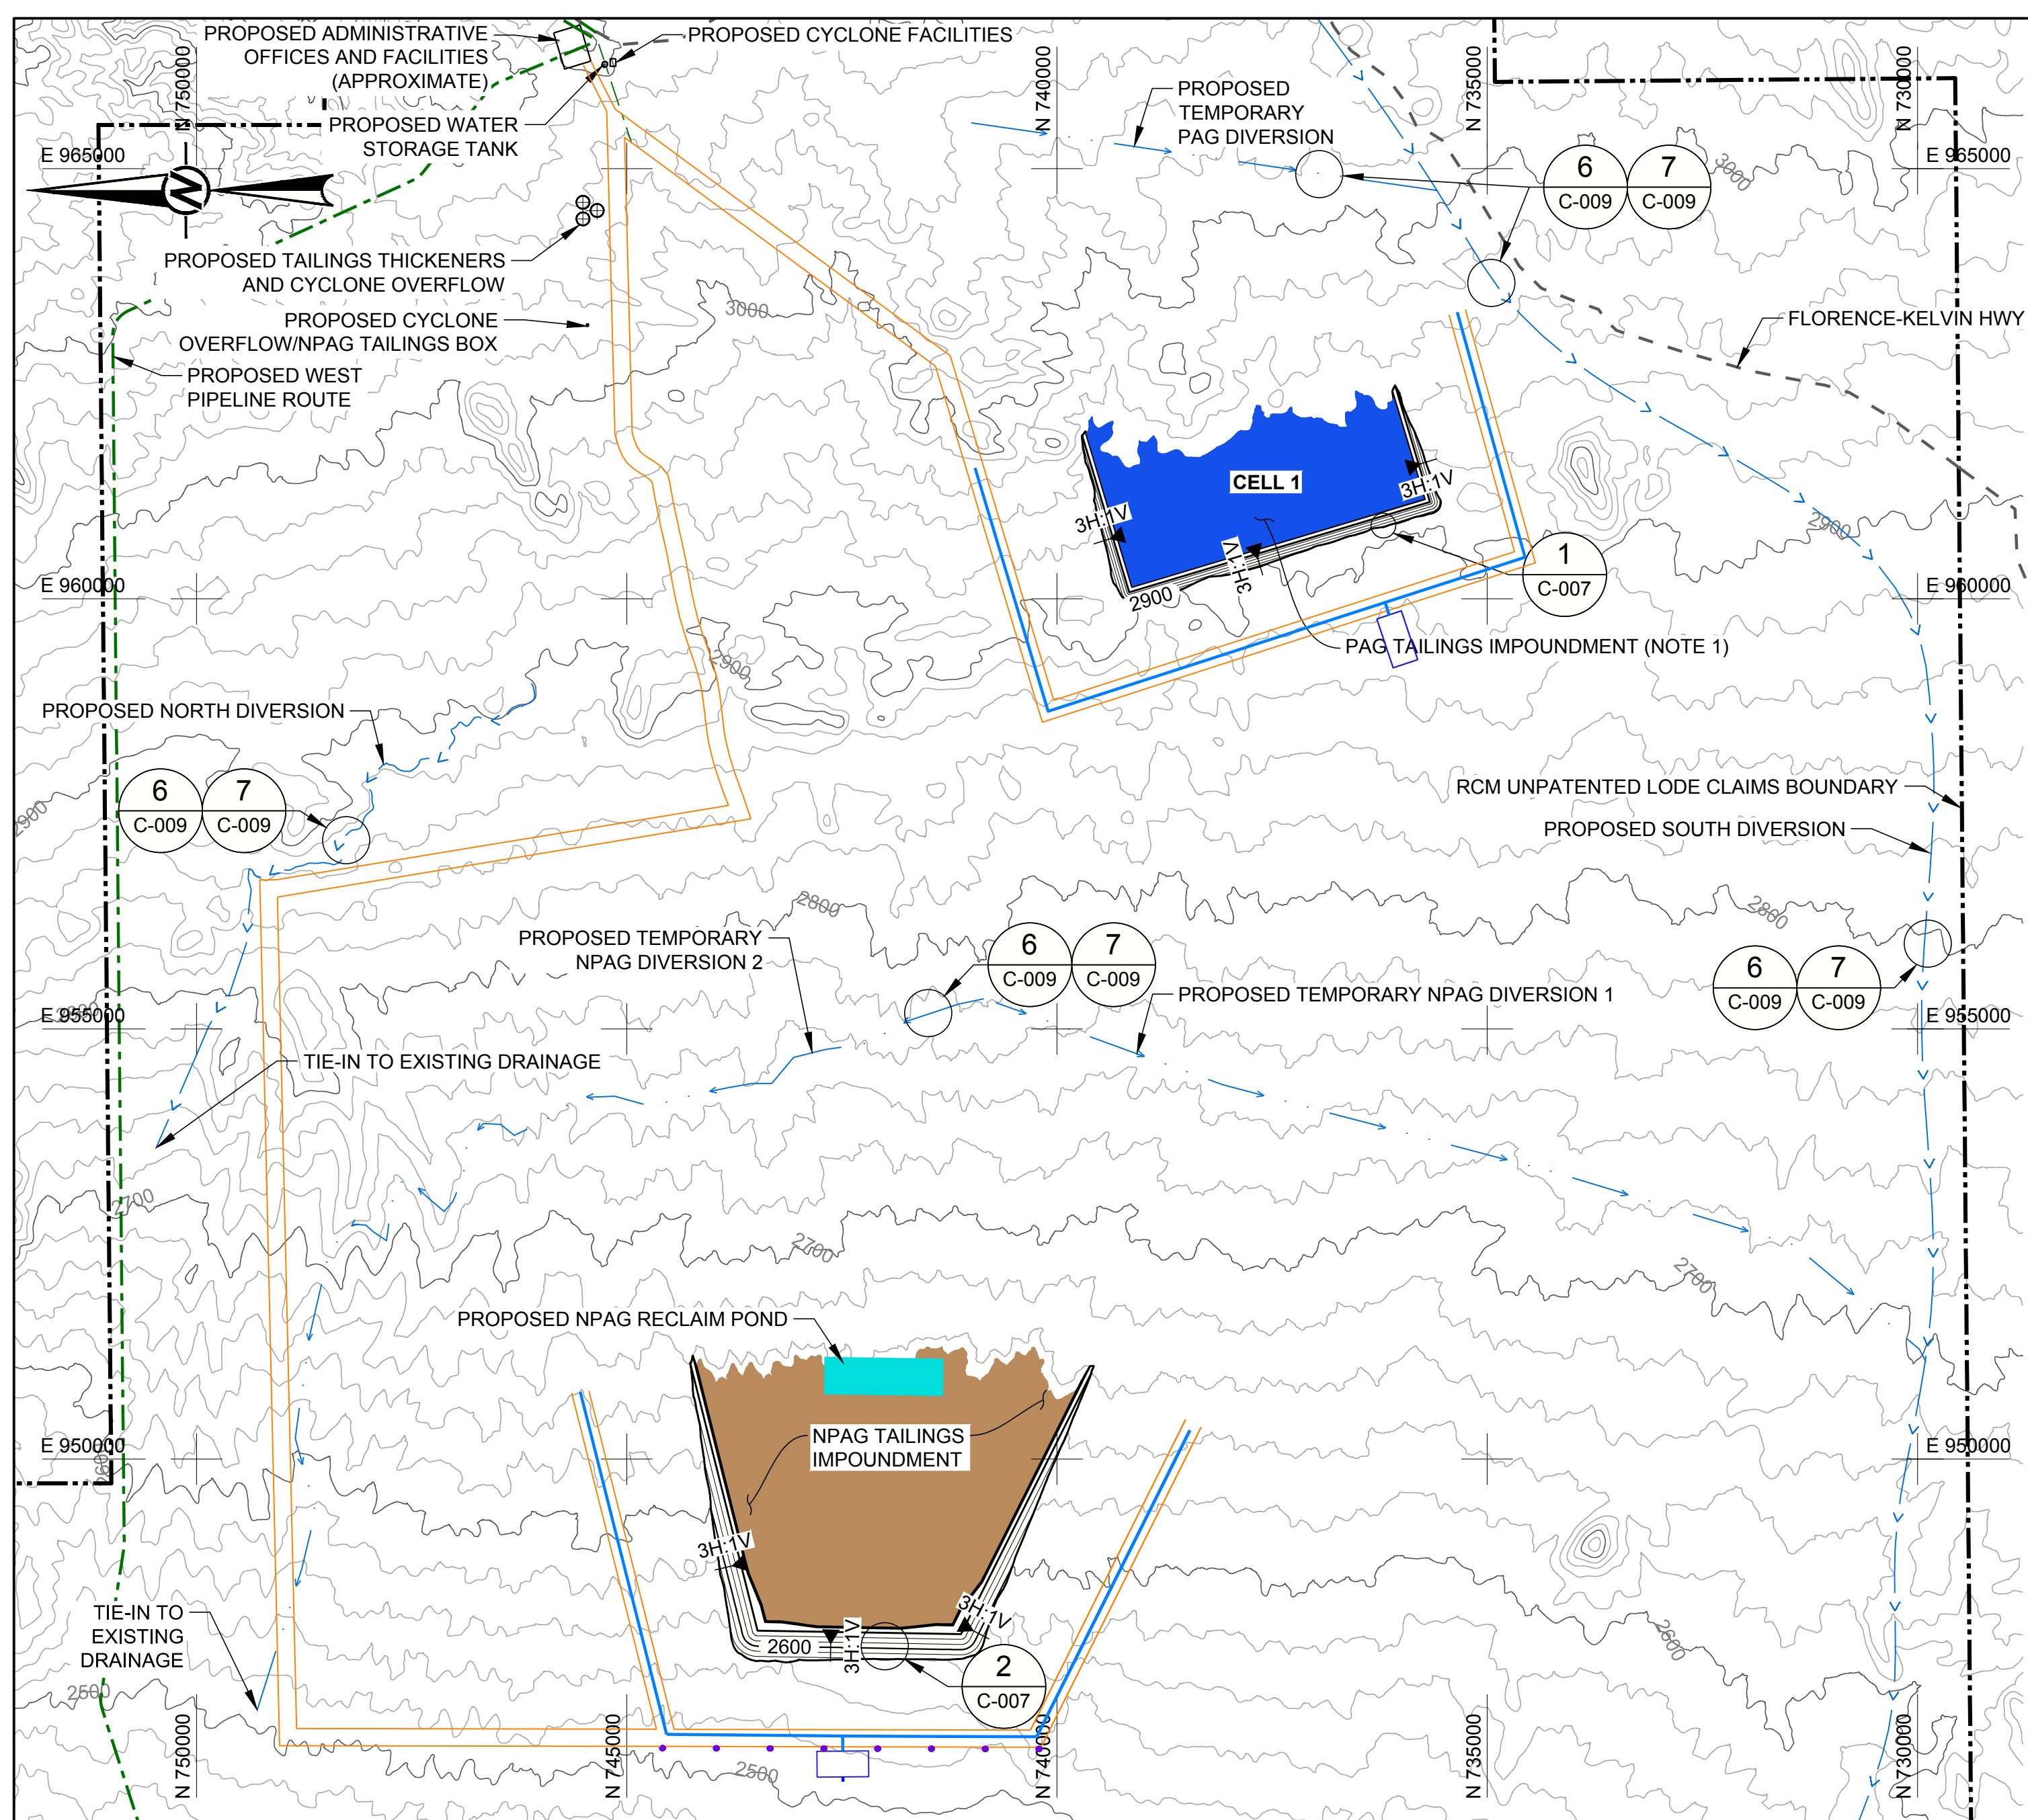 PROPOSED ADMINISTRATIVE
OFFICES AND FACILITIES
(APPROXIMATE)
PROPOSED CYCLONE FACILITIES
N 750000
N 740000
N 735000
N 730000
PROPOSED
TEMPORARY
PAG DIVERSION
PROPOSED WATER
STORAGE TANK
E 965000
E 965000
N
6
C-009
7
C-009
3000
PROPOSED TAILINGS THICKENERS
AND CYCLONE OVERFLOW
3000
PROPOSED CYCLONE
OVERFLOW/NPAG TAILINGS BOX
FLORENCE-KELVIN HWY
PROPOSED WEST
PIPELINE ROUTE
CELL 1
3H:1V
3H:1V
3H:1V
2900
2900
1
C-007
E 960000
E 960000
PAG TAILINGS IMPOUNDMENT (NOTE 1)
2900
PROPOSED NORTH DIVERSION
RCM UNPATENTED LODE CLAIMS BOUNDARY
2900
6
C-009
7
C-009
PROPOSED SOUTH DIVERSION
2800
2800
PROPOSED TEMPORARY
NPAG DIVERSION 2
6
C-009
7
C-009
PROPOSED TEMPORARY NPAG DIVERSION 1
6
C-009
7
C-009
E 955000
E 955000
TIE-IN TO EXISTING DRAINAGE
2700
2700
2700
PROPOSED NPAG RECLAIM POND
NPAG TAILINGS
IMPOUNDMENT
E 950000
E 950000
2600
3H:1V
3H:1V
3H:1V
2600
2600
2
C-007
TIE-IN TO
EXISTING
DRAINAGE
2500
2500
N 750000
N 745000
N 740000
N 735000
N 730000